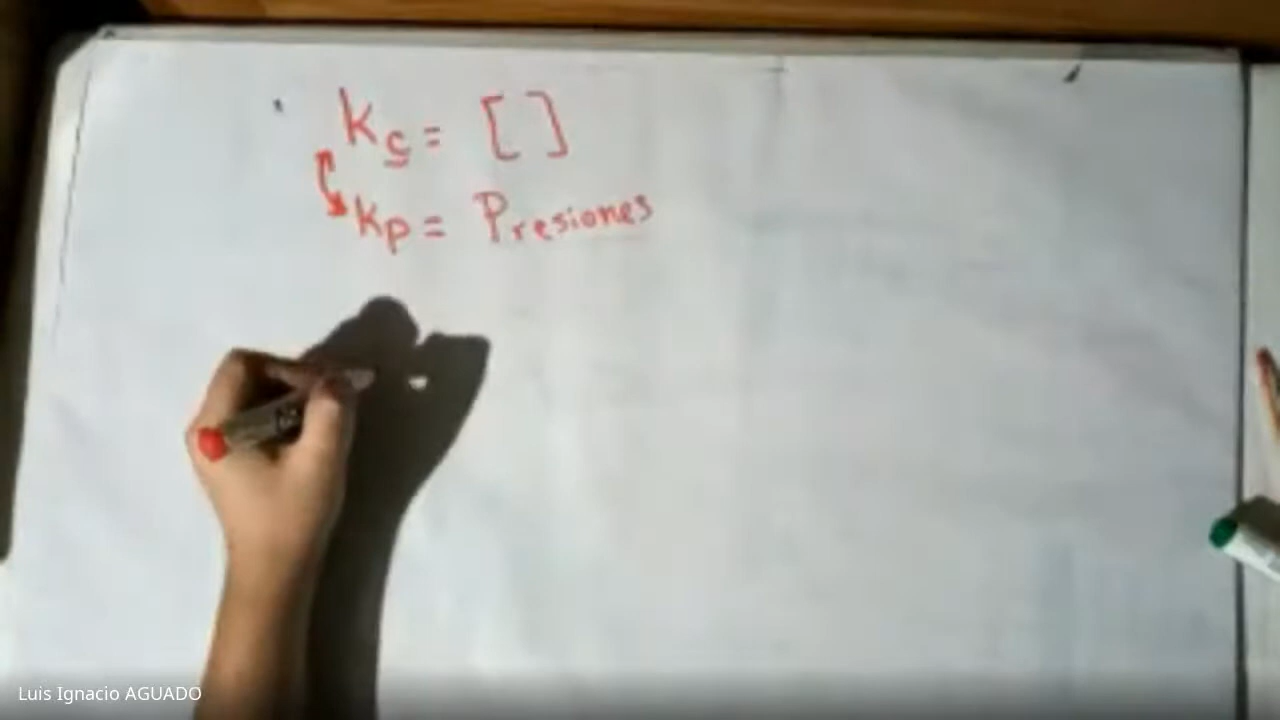 Kc = [ ]
Kp = Presiones
Luis Ignacio AGUADO